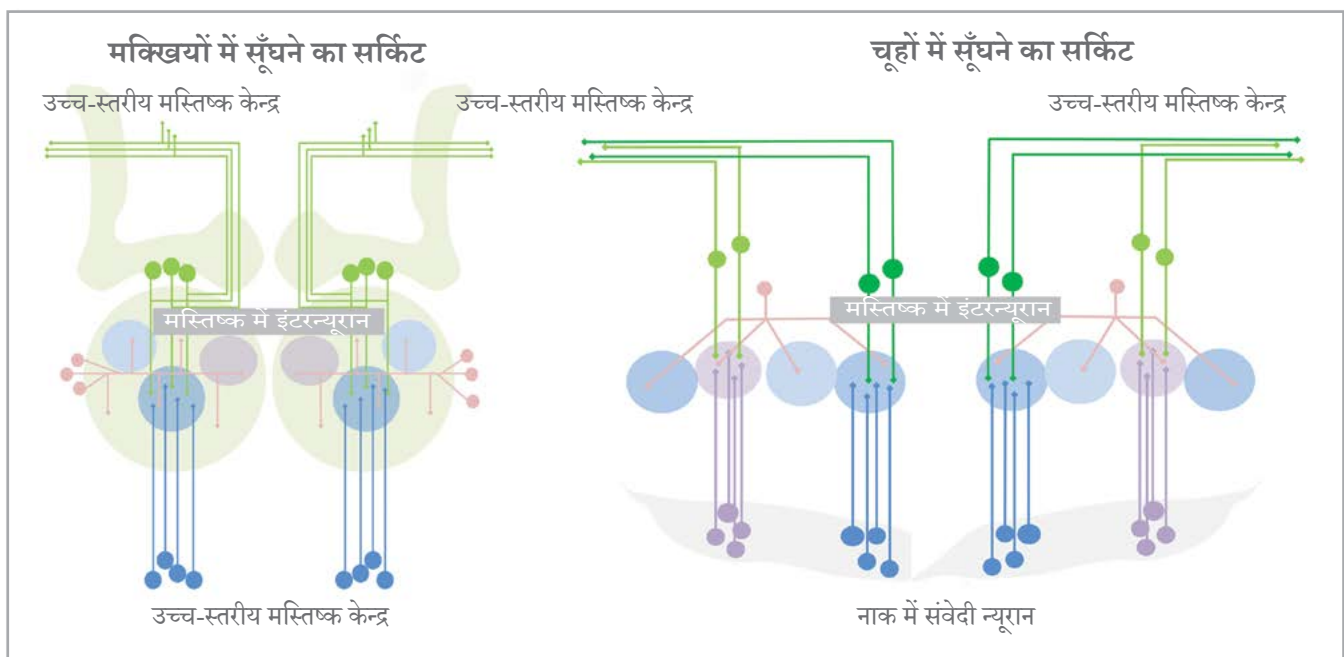 मक्खियों में सूँघने का सर्किट
चूहों में सूँघने का सर्किट
उच्च-स्तरीय मस्तिष्क केन्द्र
उच्च-स्तरीय मस्तिष्क केन्द्र
उच्च-स्तरीय मस्तिष्क केन्द्र
मस्तिष्क में इंटरन्यूरान
मस्तिष्क में इंटरन्यूरान
उच्च-स्तरीय मस्तिष्क केन्द्र
नाक में संवेदी न्यूरान